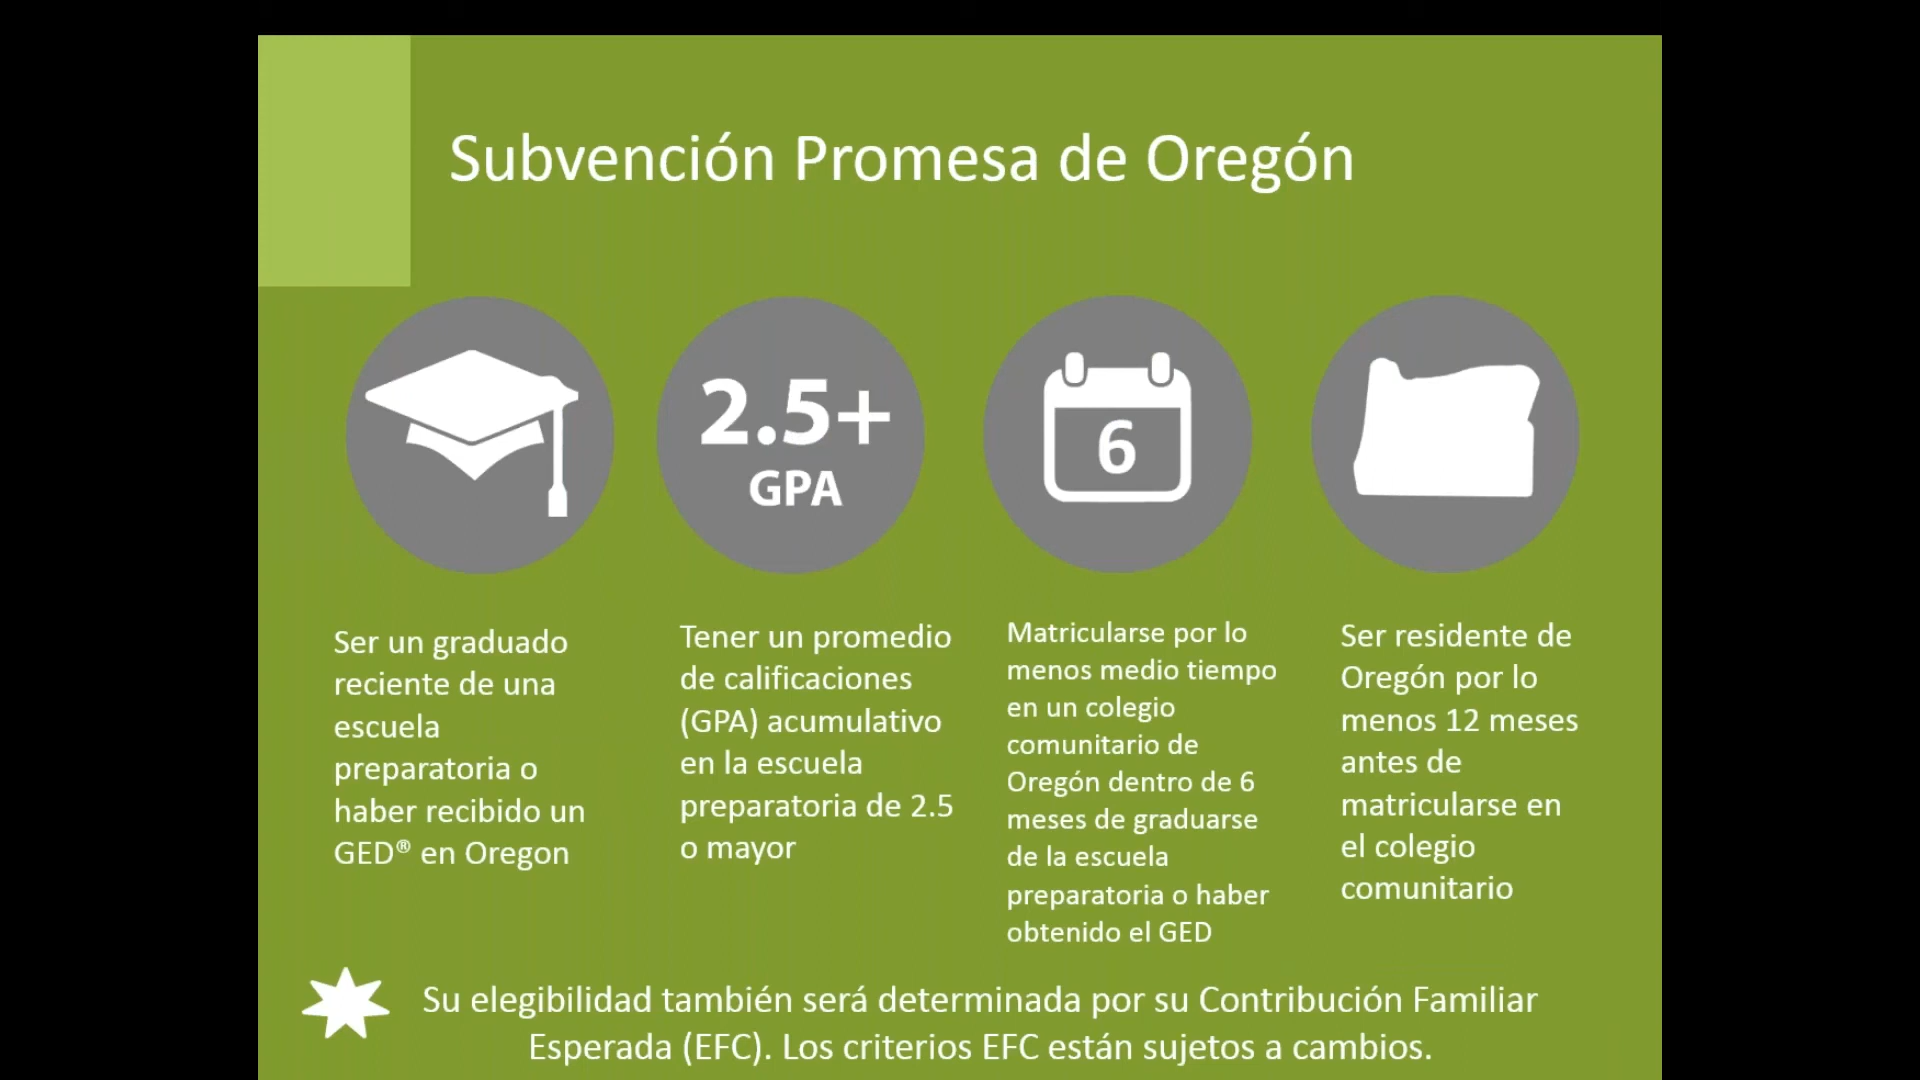 Subvención Promesa de Oregón
2.5+
GPA
6
Ser un graduado
reciente de una
escuela
preparatoria o
haber recibido un
GED® en Oregon
Tener un promedio
de calificaciones
(GPA) acumulativo
en la escuela
preparatoria de 2.5
o mayor
Matricularse por lo
menos medio tiempo
en un colegio
comunitario de
Oregón dentro de 6
meses de graduarse
de la escuela
preparatoria o haber
obtenido el GED
Ser residente de
Oregón por lo
menos 12 meses
antes de
matricularse en
el colegio
comunitario
Su elegibilidad también será determinada por su Contribución Familiar
Esperada (EFC). Los criterios EFC están sujetos a cambios.